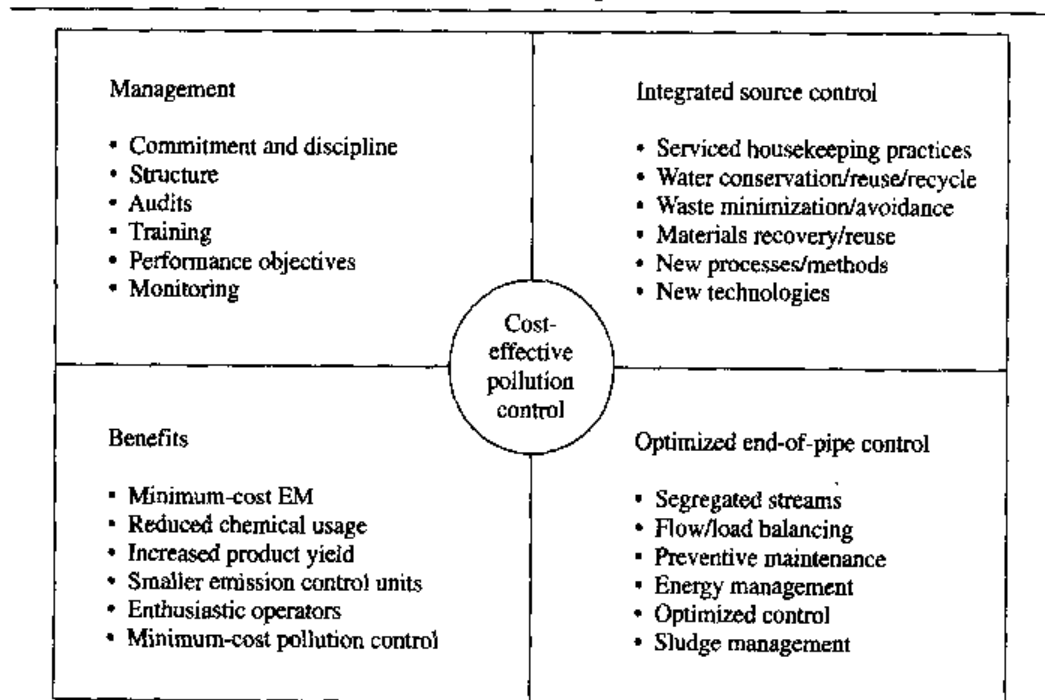 Management
• Commitment and discipline
• Structure
• Audits
• Training
• Performance objectives
• Monitoring
Integrated source control
• Serviced housekeeping practices
• Water conservation/reuse/recycle
• Waste minimization/avoidance
• Materials recovery/reuse
• New processes/methods
• New technologies
Cost-
effective
pollution
control
Benefits
• Minimum-cost EM
• Reduced chemical usage
• Increased product yield
• Smaller emission control units
• Enthusiastic operators
• Minimum-cost pollution control
Optimized end-of-pipe control
• Segregated streams
• Flow/load balancing
• Preventive maintenance
• Energy management
• Optimized control
• Sludge management